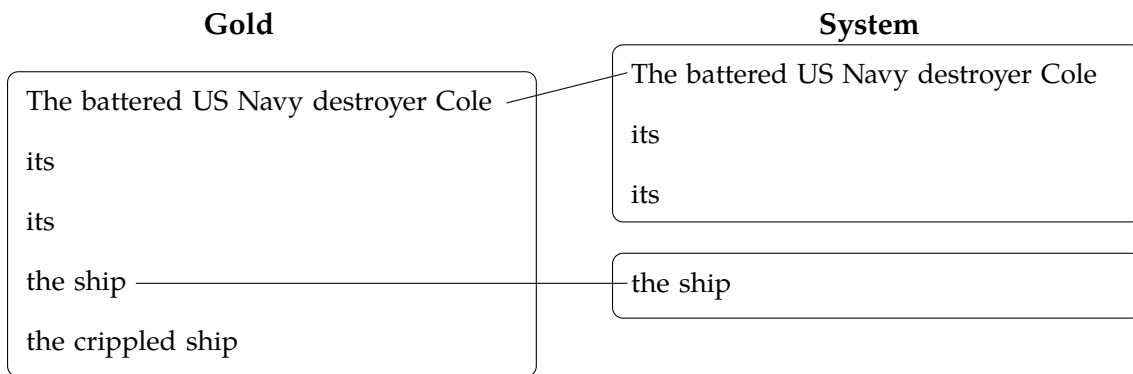 Gold
The battered US Navy destroyer Cole
its
its
the ship
the crippled ship
System
The battered US Navy destroyer Cole
its
its
the ship